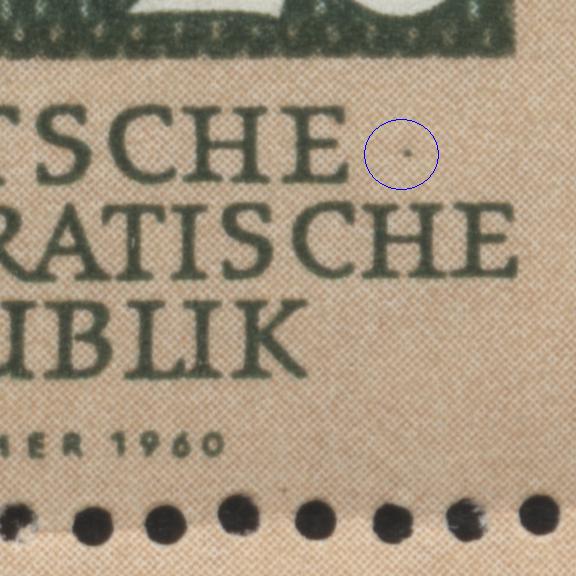 TSCHE
RATISCHE
UBLIK
MER 1960